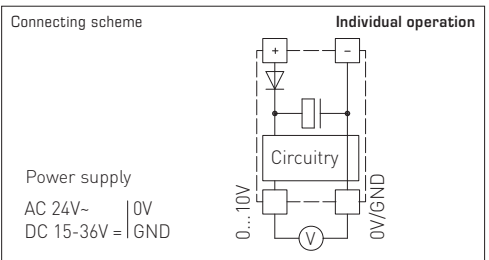 Connecting scheme
Individual operation
+ −
Circuitry
Power supply
AC 24V~ 0V
DC 15-36V = GND
0...10V
0V/GND
V